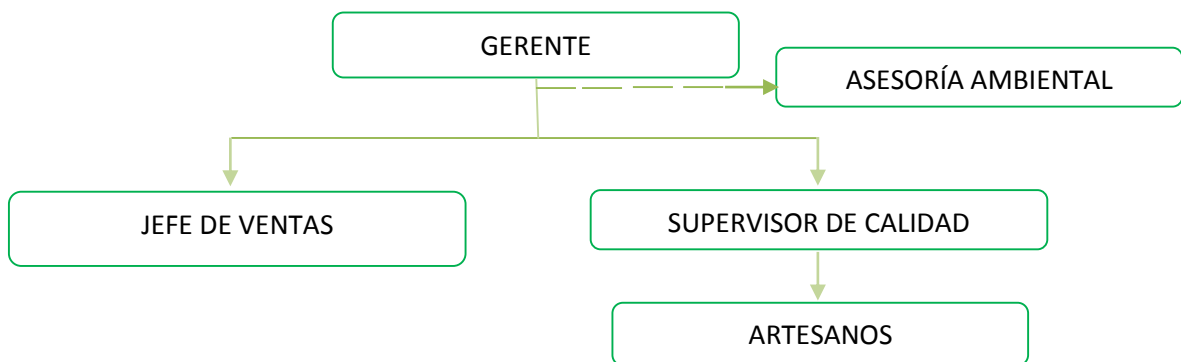 GERENTE
ASESORÍA AMBIENTAL
JEFE DE VENTAS
SUPERVISOR DE CALIDAD
ARTESANOS